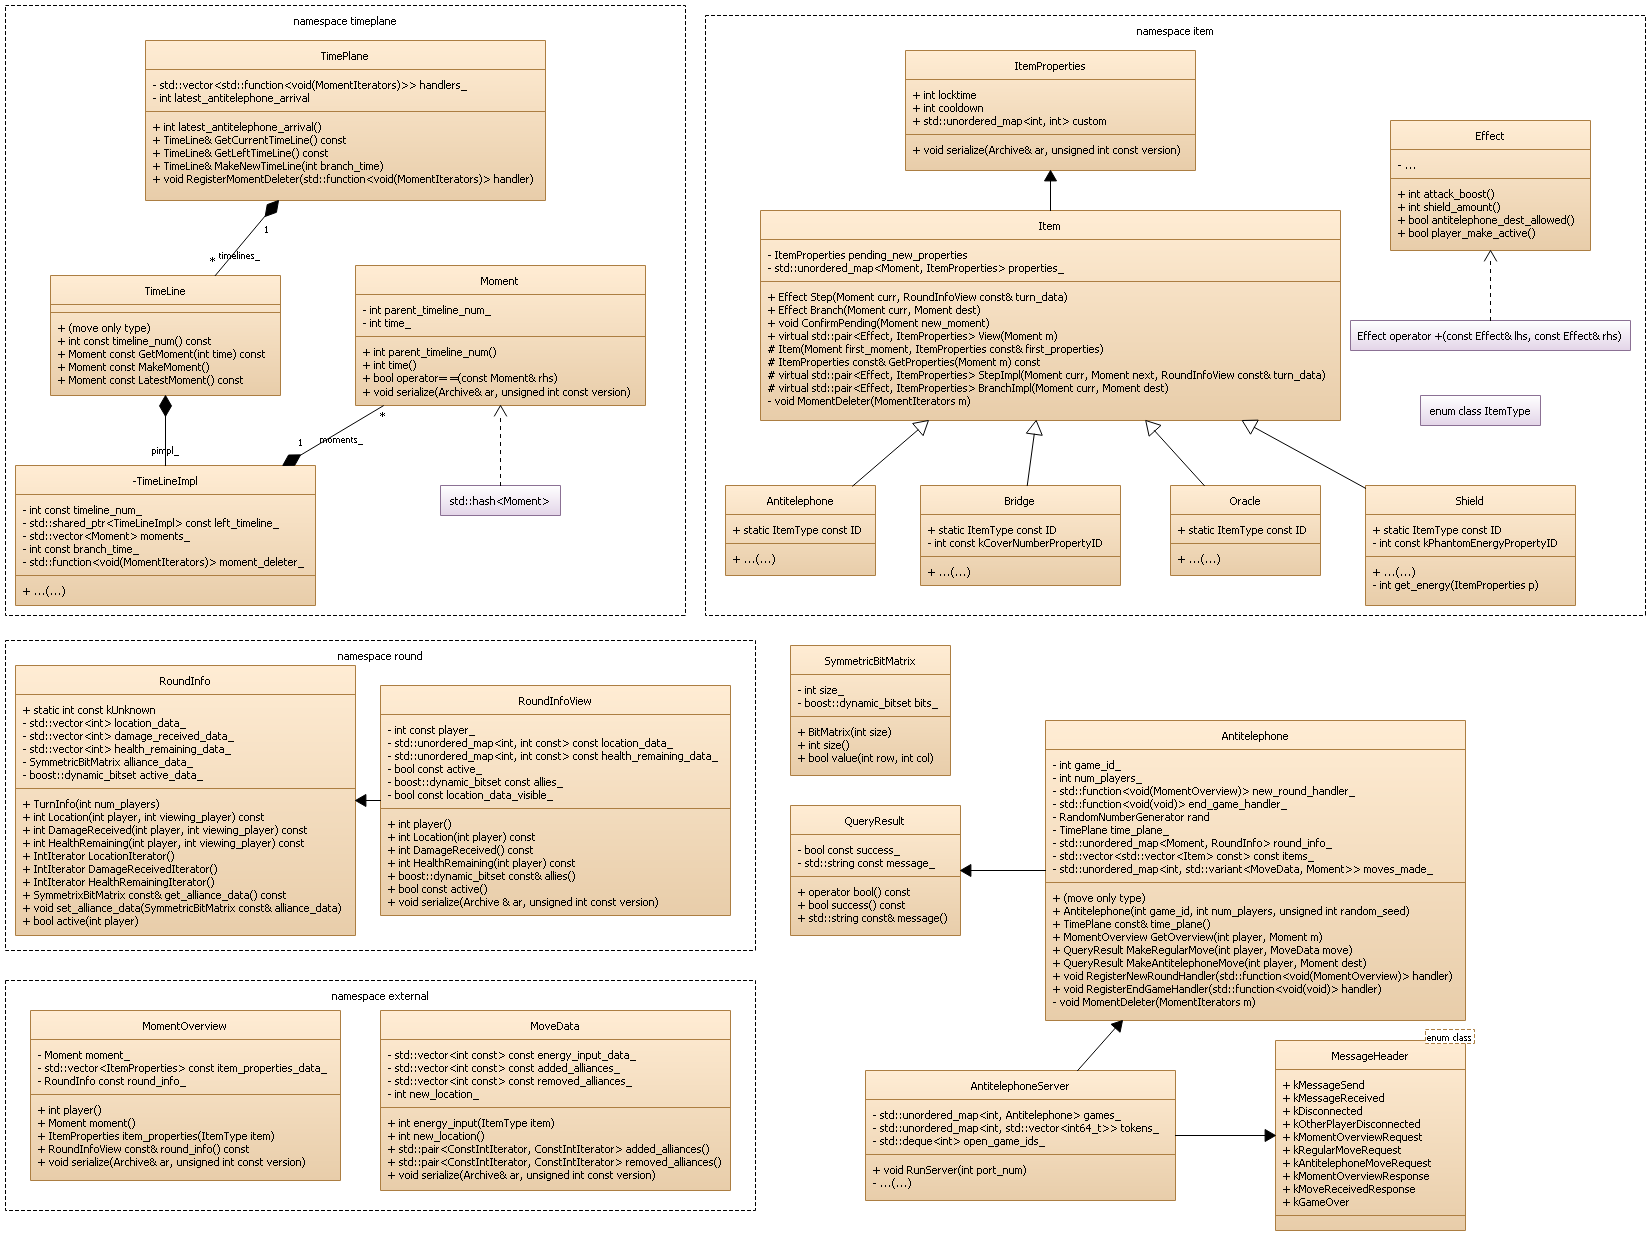 namespace timeplane
TimePlane
- std::vector<std::function<void(MomentIterators)>> handlers_
- int latest_antitelephone_arrival
+ int latest_antitelephone_arrival()
+ TimeLine& GetCurrentTimeLine() const
+ TimeLine& GetLeftTimeLine() const
+ TimeLine& MakeNewTimeLine(int branch_time)
+ void RegisterMomentDeleter(std::function<void(MomentIterators)> handler)
1
* timelines_
TimeLine
+ (move only type)
+ int const timeline_num() const
+ Moment const GetMoment(int time) const
+ Moment const MakeMoment()
+ Moment const LatestMoment() const
Moment
- int parent_timeline_num_
- int time_
+ int parent_timeline_num()
+ int time()
+ bool operator==(const Moment& rhs)
+ void serialize(Archive& ar, unsigned int const version)
*
1
moments_
pimpl_
-TimeLineImpl
- int const timeline_num_
- std::shared_ptr<TimeLineImpl> const left_timeline_
- std::vector<Moment> moments_
- int const branch_time_
- std::function<void(MomentIterators)> moment_deleter_
+ ...(...)
std::hash<Moment>
namespace item
ItemProperties
+ int locktime
+ int cooldown
+ std::unordered_map<int, int> custom
+ void serialize(Archive& ar, unsigned int const version)
Effect
- ...
+ int attack_boost()
+ int shield_amount()
+ bool antitelephone_dest_allowed()
+ bool player_make_active()
Item
- ItemProperties pending_new_properties
- std::unordered_map<Moment, ItemProperties> properties_
+ Effect Step(Moment curr, RoundInfoView const& turn_data)
+ Effect Branch(Moment curr, Moment dest)
+ void ConfirmPending(Moment new_moment)
+ virtual std::pair<Effect, ItemProperties> View(Moment m)
# Item(Moment first_moment, ItemProperties const& first_properties)
# ItemProperties const& GetProperties(Moment m) const
# virtual std::pair<Effect, ItemProperties> StepImpl(Moment curr, Moment next, RoundInfoView const& turn_data)
# virtual std::pair<Effect, ItemProperties> BranchImpl(Moment curr, Moment dest)
- void MomentDeleter(MomentIterators m)
Effect operator +(const Effect& lhs, const Effect& rhs)
enum class ItemType
Antitelephone
+ static ItemType const ID
+ ...(...)
Bridge
+ static ItemType const ID
- int const kCoverNumberPropertyID
+ ...(...)
Oracle
+ static ItemType const ID
+ ...(...)
Shield
+ static ItemType const ID
- int const kPhantomEnergyPropertyID
+ ...(...)
- int get_energy(ItemProperties p)
namespace round
RoundInfo
+ static int const kUnknown
- std::vector<int> location_data_
- std::vector<int> damage_received_data_
- std::vector<int> health_remaining_data_
- SymmetricBitMatrix alliance_data_
- boost::dynamic_bitset active_data_
+ TurnInfo(int num_players)
+ int Location(int player, int viewing_player) const
+ int DamageReceived(int player, int viewing_player) const
+ int HealthRemaining(int player, int viewing_player) const
+ IntIterator LocationIterator()
+ IntIterator DamageReceivedIterator()
+ IntIterator HealthRemainingIterator()
+ SymmetrixBitMatrix const& get_alliance_data() const
+ void set_alliance_data(SymmetricBitMatrix const& alliance_data)
+ bool active(int player)
RoundInfoView
- int const player_
- std::unordered_map<int, int const> const location_data_
- std::unordered_map<int, int const> const health_remaining_data_
- bool const active_
- boost::dynamic_bitset const allies_
- bool const location_data_visible_
+ int player()
+ int Location(int player) const
+ int DamageReceived() const
+ int HealthRemaining(int player) const
+ boost::dynamic_bitset const& allies()
+ bool const active()
+ void serialize(Archive & ar, unsigned int const version)
SymmetricBitMatrix
- int size_
- boost::dynamic_bitset bits_
+ BitMatrix(int size)
+ int size()
+ bool value(int row, int col)
QueryResult
- bool const success_
- std::string const message_
+ operator bool() const
+ bool success() const
+ std::string const& message()
Antitelephone
- int game_id_
- int num_players_
- std::function<void(MomentOverview)> new_round_handler_
- std::function<void(void)> end_game_handler_
- RandomNumberGenerator rand
- TimePlane time_plane_
- std::unordered_map<Moment, RoundInfo> round_info_
- std::vector<std::vector<Item> const> const items_
- std::unordered_map<int, std::variant<MoveData, Moment>> moves_made_
+ (move only type)
+ Antitelephone(int game_id, int num_players, unsigned int random_seed)
+ TimePlane const& time_plane()
+ MomentOverview GetOverview(int player, Moment m)
+ QueryResult MakeRegularMove(int player, MoveData move)
+ QueryResult MakeAntitelephoneMove(int player, Moment dest)
+ void RegisterNewRoundHandler(std::function<void(MomentOverview)> handler)
+ void RegisterEndGameHandler(std::function<void(void)> handler)
- void MomentDeleter(MomentIterators m)
namespace external
MomentOverview
- Moment moment_
- std::vector<ItemProperties> const item_properties_data_
- RoundInfo const round_info_
+ int player()
+ Moment moment()
+ ItemProperties item_properties(ItemType item)
+ RoundInfoView const& round_info() const
+ void serialize(Archive& ar, unsigned int const version)
MoveData
- std::vector<int const> const energy_input_data_
- std::vector<int const> const added_alliances_
- std::vector<int const> const removed_alliances_
- int new_location_
+ int energy_input(ItemType item)
+ int new_location()
+ std::pair<ConstIntIterator, ConstIntIterator> added_alliances()
+ std::pair<ConstIntIterator, ConstIntIterator> removed_alliances()
+ void serialize(Archive& ar, unsigned int const version)
AntitelephoneServer
- std::unordered_map<int, Antitelephone> games_
- std::unordered_map<int, std::vector<int64_t>> tokens_
- std::deque<int> open_game_ids_
+ void RunServer(int port_num)
- ...(...)
enum class
MessageHeader
+ kMessageSend
+ kMessageReceived
+ kDisconnected
+ kOtherPlayerDisconnected
+ kMomentOverviewRequest
+ kRegularMoveRequest
+ kAntitelephoneMoveRequest
+ kMomentOverviewResponse
+ kMoveReceivedResponse
+ kGameOver